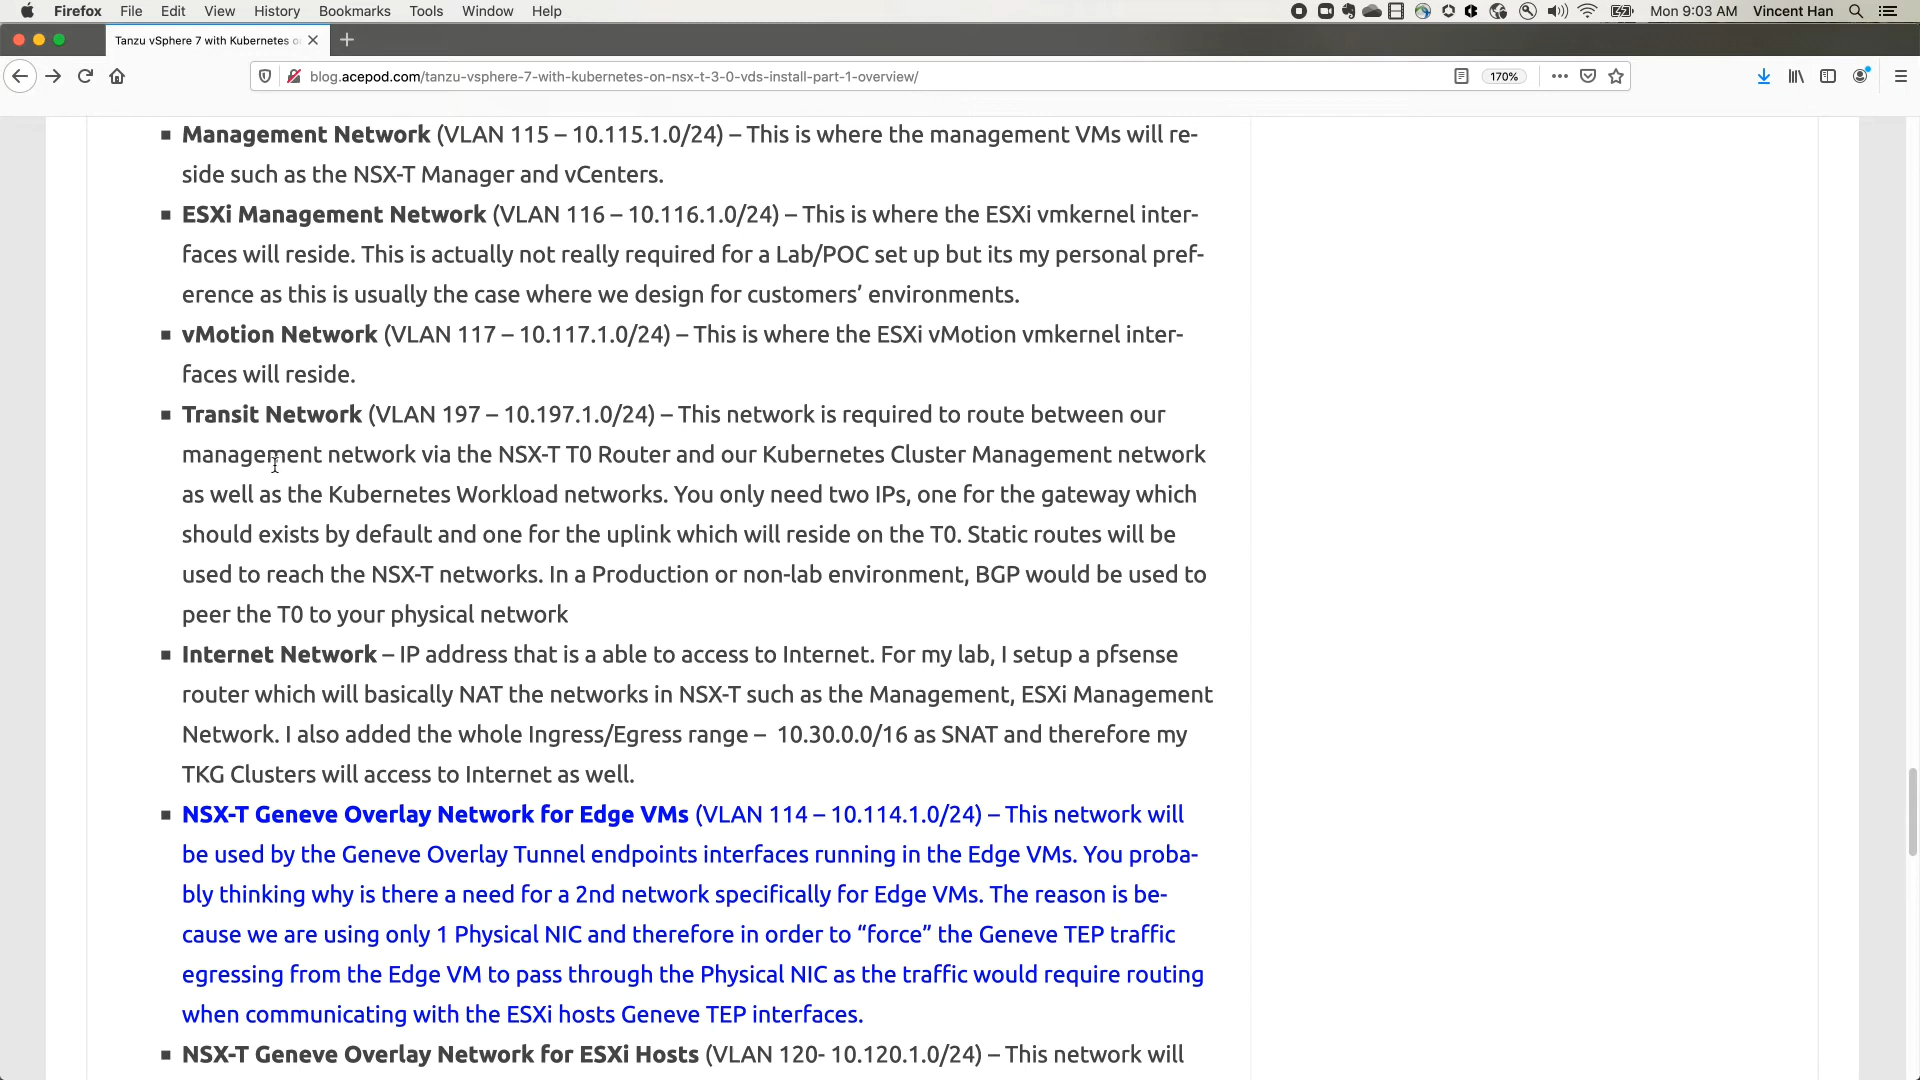 Firefox File Edit View History Bookmarks Tools Window Help Mon 9:03 AM Vincent Han
Tanzu vSphere 7 with Kubernetes o
blog.acepod.com/tanzu-vsphere-7-with-kubernetes-on-nsx-t-3-0-vds-install-part-1-overview/ 170%
■ Management Network (VLAN 115 – 10.115.1.0/24) – This is where the management VMs will re-
side such as the NSX-T Manager and vCenters.
■ ESXi Management Network (VLAN 116 – 10.116.1.0/24) – This is where the ESXi vmkernel inter-
faces will reside. This is actually not really required for a Lab/POC set up but its my personal pref-
erence as this is usually the case where we design for customers’ environments.
■ vMotion Network (VLAN 117 – 10.117.1.0/24) – This is where the ESXi vMotion vmkernel inter-
faces will reside.
■ Transit Network (VLAN 197 – 10.197.1.0/24) – This network is required to route between our
management network via the NSX-T T0 Router and our Kubernetes Cluster Management network
as well as the Kubernetes Workload networks. You only need two IPs, one for the gateway which
should exists by default and one for the uplink which will reside on the T0. Static routes will be
used to reach the NSX-T networks. In a Production or non-lab environment, BGP would be used to
peer the T0 to your physical network
■ Internet Network – IP address that is a able to access to Internet. For my lab, I setup a pfsense
router which will basically NAT the networks in NSX-T such as the Management, ESXi Management
Network. I also added the whole Ingress/Egress range – 10.30.0.0/16 as SNAT and therefore my
TKG Clusters will access to Internet as well.
■ NSX-T Geneve Overlay Network for Edge VMs (VLAN 114 – 10.114.1.0/24) – This network will
be used by the Geneve Overlay Tunnel endpoints interfaces running in the Edge VMs. You proba-
bly thinking why is there a need for a 2nd network specifically for Edge VMs. The reason is be-
cause we are using only 1 Physical NIC and therefore in order to “force” the Geneve TEP traffic
egressing from the Edge VM to pass through the Physical NIC as the traffic would require routing
when communicating with the ESXi hosts Geneve TEP interfaces.
■ NSX-T Geneve Overlay Network for ESXi Hosts (VLAN 120- 10.120.1.0/24) – This network will